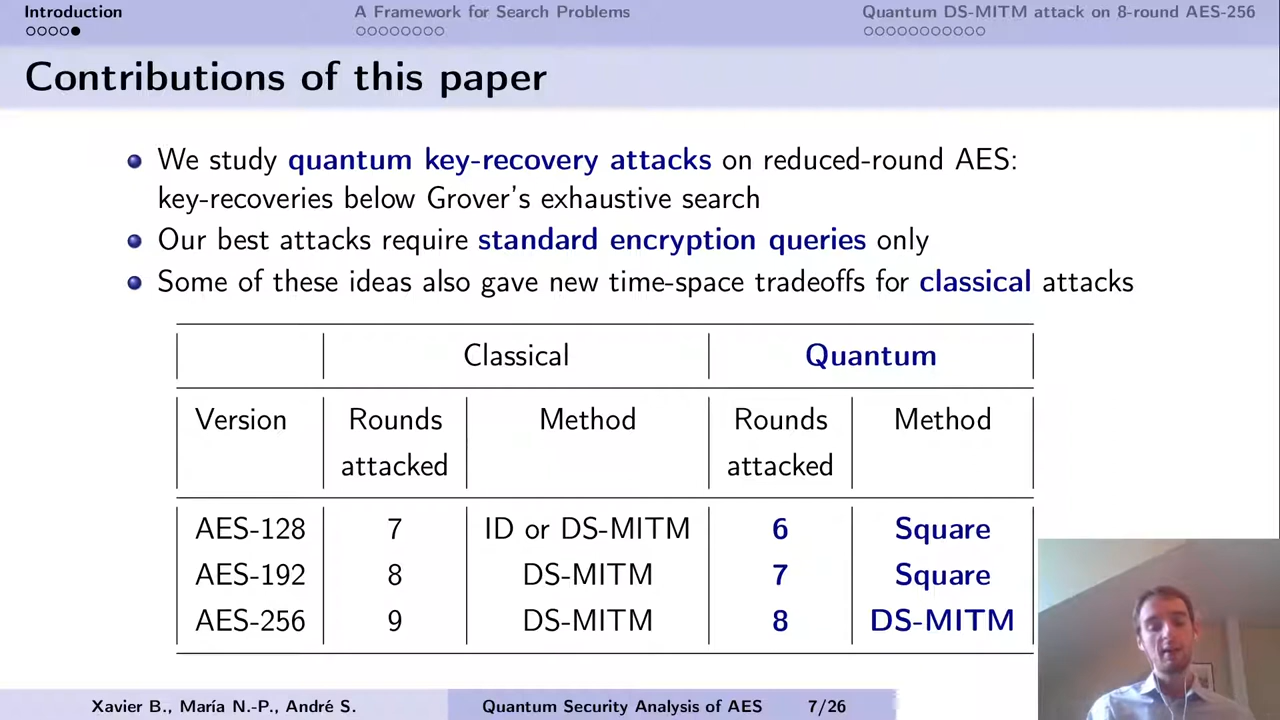 Introduction
A Framework for Search Problems
Quantum DS-MITM attack on 8-round AES-256
Contributions of this paper
We study quantum key-recovery attacks on reduced-round AES:
key-recoveries below Grover's exhaustive search
Our best attacks require standard encryption queries only
Some of these ideas also gave new time-space tradeoffs for classical attacks
Classical Quantum
Version Rounds attacked Method Rounds attacked Method
AES-128 7 ID or DS-MITM 6 Square
AES-192 8 DS-MITM 7 Square
AES-256 9 DS-MITM 8 DS-MITM
Xavier B., María N.-P., André S. Quantum Security Analysis of AES 7/26